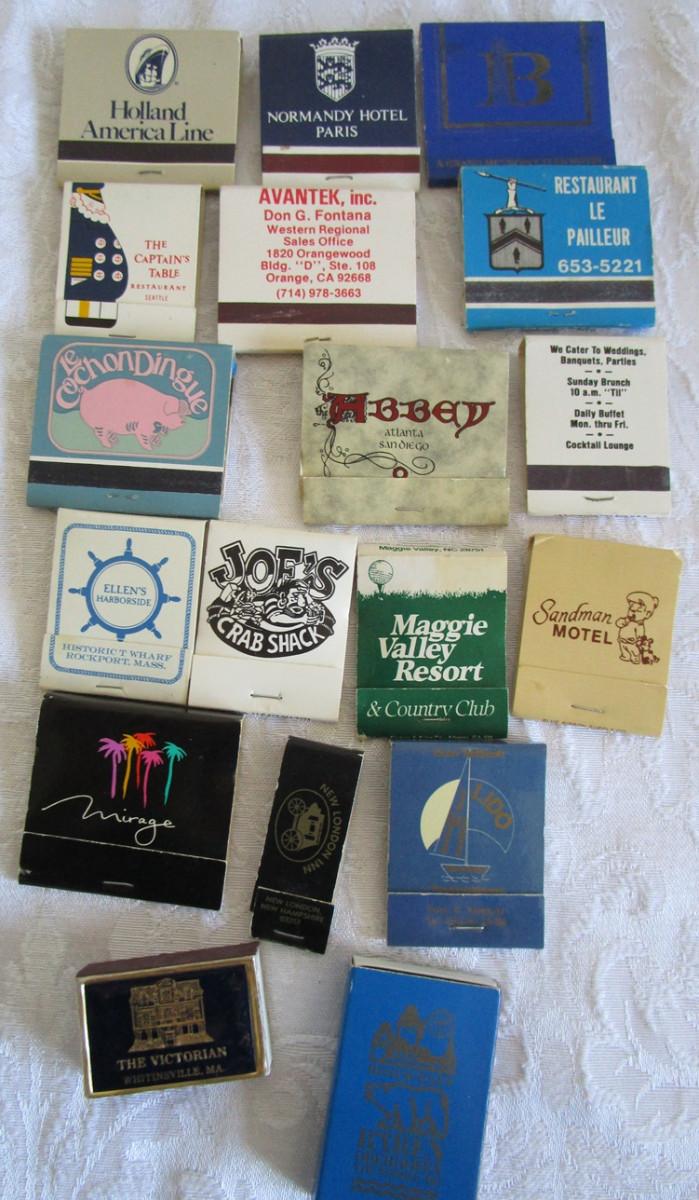 Holland
America Line
NORMANDY HOTEL
PARIS
B
THE
CAPTAIN'S
TABLE
RESTAURANT
SEATTLE
AVANTEK, inc.
Don G. Fontana
Western Regional
Sales Office
1820 Orangewood
Bldg. "D", Ste. 108
Orange, CA 92668
(714) 978-3663
RESTAURANT
LE
PAILLEUR
653-5221
le
cochon Dingue
The Abbey
atlanta
san diego
We Cater To Weddings,
Banquets, Parties
Sunday Brunch
10 a.m. "Til"
Daily Buffet
Mon. thru Fri.
Cocktail Lounge
ELLEN'S
HARBORSIDE
HISTORIC T WHARF
ROCKPORT, MASS.
JOE'S
CRAB SHACK
Maggie Valley, NC 28751
Maggie
Valley
Resort
& Country Club
Sandman
MOTEL
Mirage
NEW LONDON INN
NEW LONDON
NEW HAMPSHIRE
LIDO
THE VICTORIAN
WHITINSVILLE, MA.